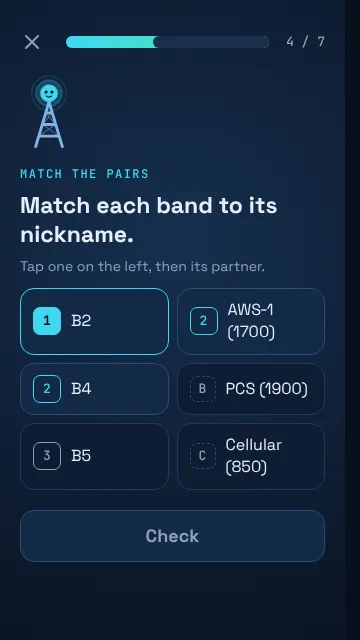 4 / 7
MATCH THE PAIRS
Match each band to its
nickname.
Tap one on the left, then its partner.
1 B2
2 AWS-1
(1700)
2 B4
B PCS (1900)
3 B5
C Cellular
(850)
Check